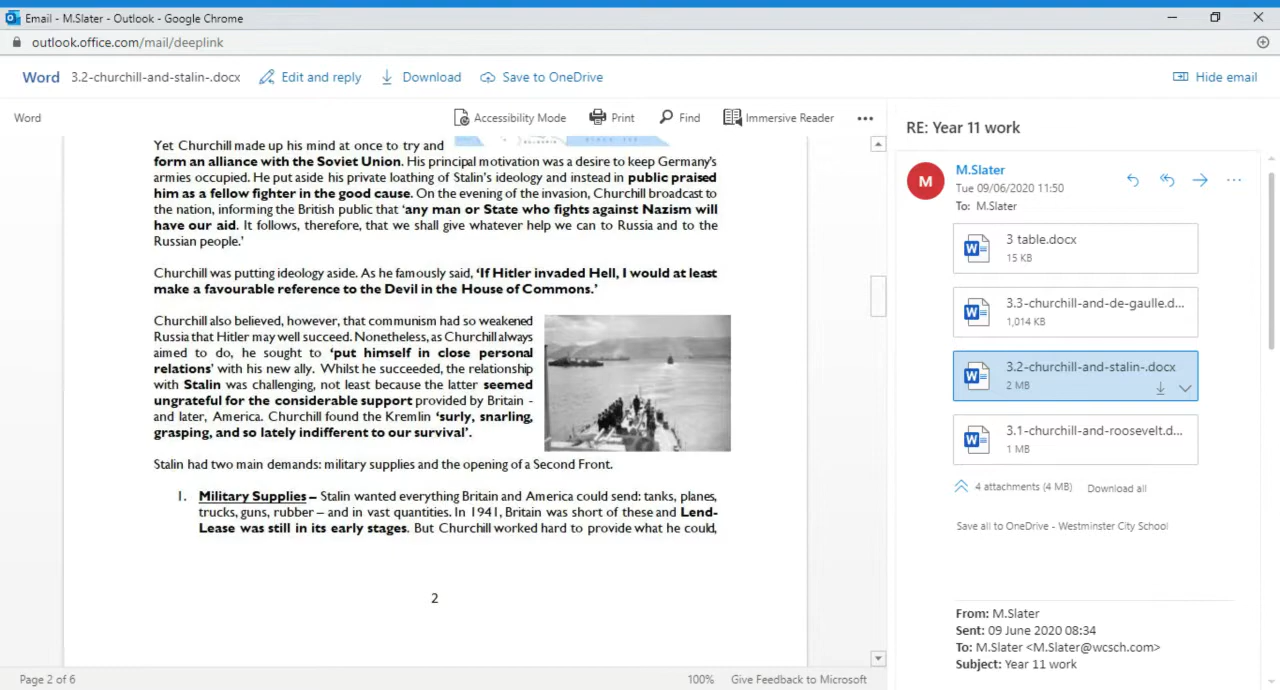 Email - M.Slater - Outlook - Google Chrome
outlook.office.com/mail/deeplink
Word 3.2-churchill-and-stalin-.docx Edit and reply Download Save to OneDrive Hide email
Word Accessibility Mode Print Find Immersive Reader •••
Yet Churchill made up his mind at once to try and
form an alliance with the Soviet Union. His principal motivation was a desire to keep Germany's
armies occupied. He put aside his private loathing of Stalin's ideology and instead in public praised
him as a fellow fighter in the good cause. On the evening of the invasion, Churchill broadcast to
the nation, informing the British public that 'any man or State who fights against Nazism will
have our aid. It follows, therefore, that we shall give whatever help we can to Russia and to the
Russian people.'
Churchill was putting ideology aside. As he famously said, 'If Hitler invaded Hell, I would at least
make a favourable reference to the Devil in the House of Commons.'
Churchill also believed, however, that communism had so weakened
Russia that Hitler may well succeed. Nonetheless, as Churchill always
aimed to do, he sought to 'put himself in close personal
relations' with his new ally. Whilst he succeeded, the relationship
with Stalin was challenging, not least because the latter seemed
ungrateful for the considerable support provided by Britain -
and later, America. Churchill found the Kremlin 'surly, snarling,
grasping, and so lately indifferent to our survival'.
Stalin had two main demands: military supplies and the opening of a Second Front.
1. Military Supplies – Stalin wanted everything Britain and America could send: tanks, planes,
trucks, guns, rubber – and in vast quantities. In 1941, Britain was short of these and Lend-
Lease was still in its early stages. But Churchill worked hard to provide what he could,
2
Page 2 of 6 100% Give Feedback to Microsoft
RE: Year 11 work
M
M.Slater
Tue 09/06/2020 11:50
To: M.Slater
3 table.docx
15 KB
3.3-churchill-and-de-gaulle.d...
1,014 KB
3.2-churchill-and-stalin-.docx
2 MB
3.1-churchill-and-roosevelt.d...
1 MB
4 attachments (4 MB) Download all
Save all to OneDrive - Westminster City School
From: M.Slater
Sent: 09 June 2020 08:34
To: M.Slater <M.Slater@wcsch.com>
Subject: Year 11 work